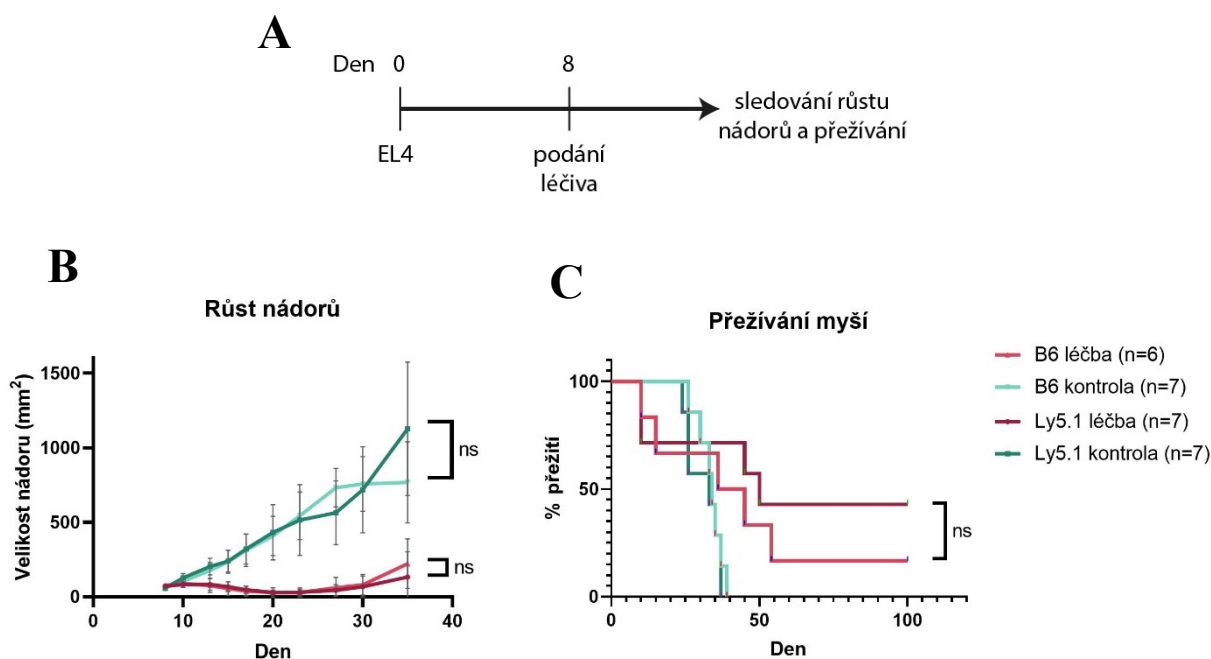 A
Den 0 8
EL4
podání
léčiva
sledování růstu
nádorů a přežívání
B
Růst nádorů
Velikost nádoru (mm²)
1500
1000
500
0
0 10 20 30 40
Den
ns
ns
C
Přežívání myší
% přežití
100
50
0
0 50 100
Den
ns
B6 léčba (n=6)
B6 kontrola (n=7)
Ly5.1 léčba (n=7)
Ly5.1 kontrola (n=7)